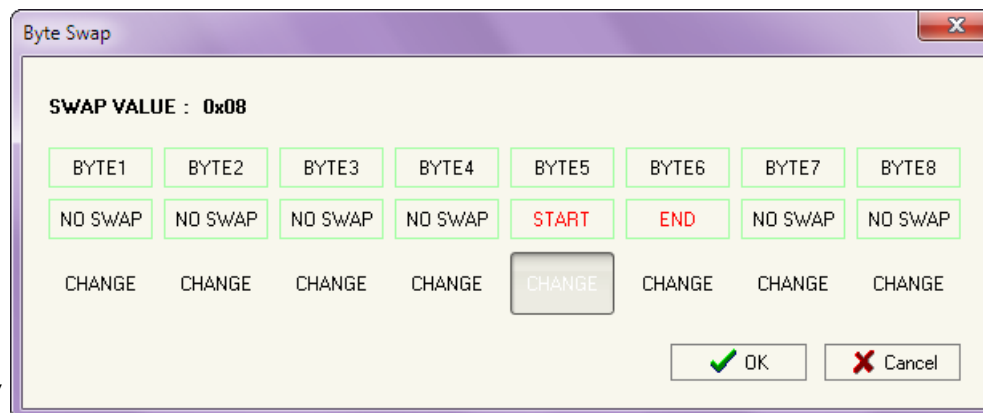 Byte Swap
SWAP VALUE : 0x08
BYTE1 BYTE2 BYTE3 BYTE4 BYTE5 BYTE6 BYTE7 BYTE8
NO SWAP NO SWAP NO SWAP NO SWAP START END NO SWAP NO SWAP
CHANGE CHANGE CHANGE CHANGE CHANGE CHANGE CHANGE CHANGE
OK Cancel